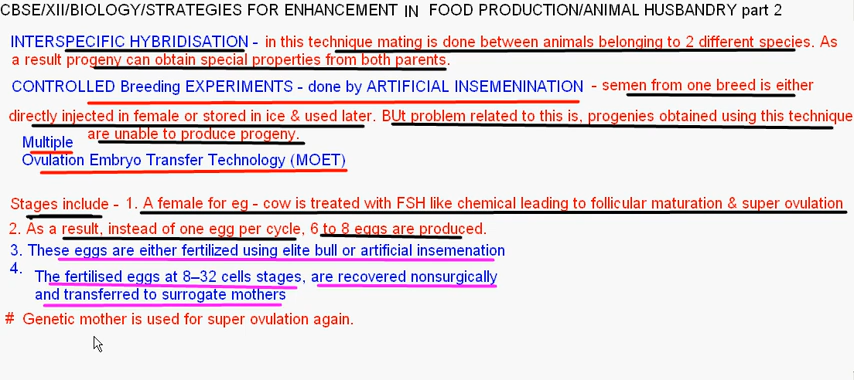 CBSE/XII/BIOLOGY/STRATEGIES FOR ENHANCEMENT IN FOOD PRODUCTION/ANIMAL HUSBANDRY part 2
INTERSPECIFIC HYBRIDISATION - in this technique mating is done between animals belonging to 2 different species. As
a result progeny can obtain special properties from both parents.
CONTROLLED Breeding EXPERIMENTS - done by ARTIFICIAL INSEMENINATION - semen from one breed is either
directly injected in female or stored in ice & used later. BUt problem related to this is, progenies obtained using this technique
are unable to produce progeny.
Multiple
Ovulation Embryo Transfer Technology (MOET)
Stages include - 1. A female for eg - cow is treated with FSH like chemical leading to follicular maturation & super ovulation
2. As a result, instead of one egg per cycle, 6 to 8 eggs are produced.
3. These eggs are either fertilized using elite bull or artificial insemenation
4. The fertilised eggs at 8–32 cells stages, are recovered nonsurgically
and transferred to surrogate mothers
# Genetic mother is used for super ovulation again.